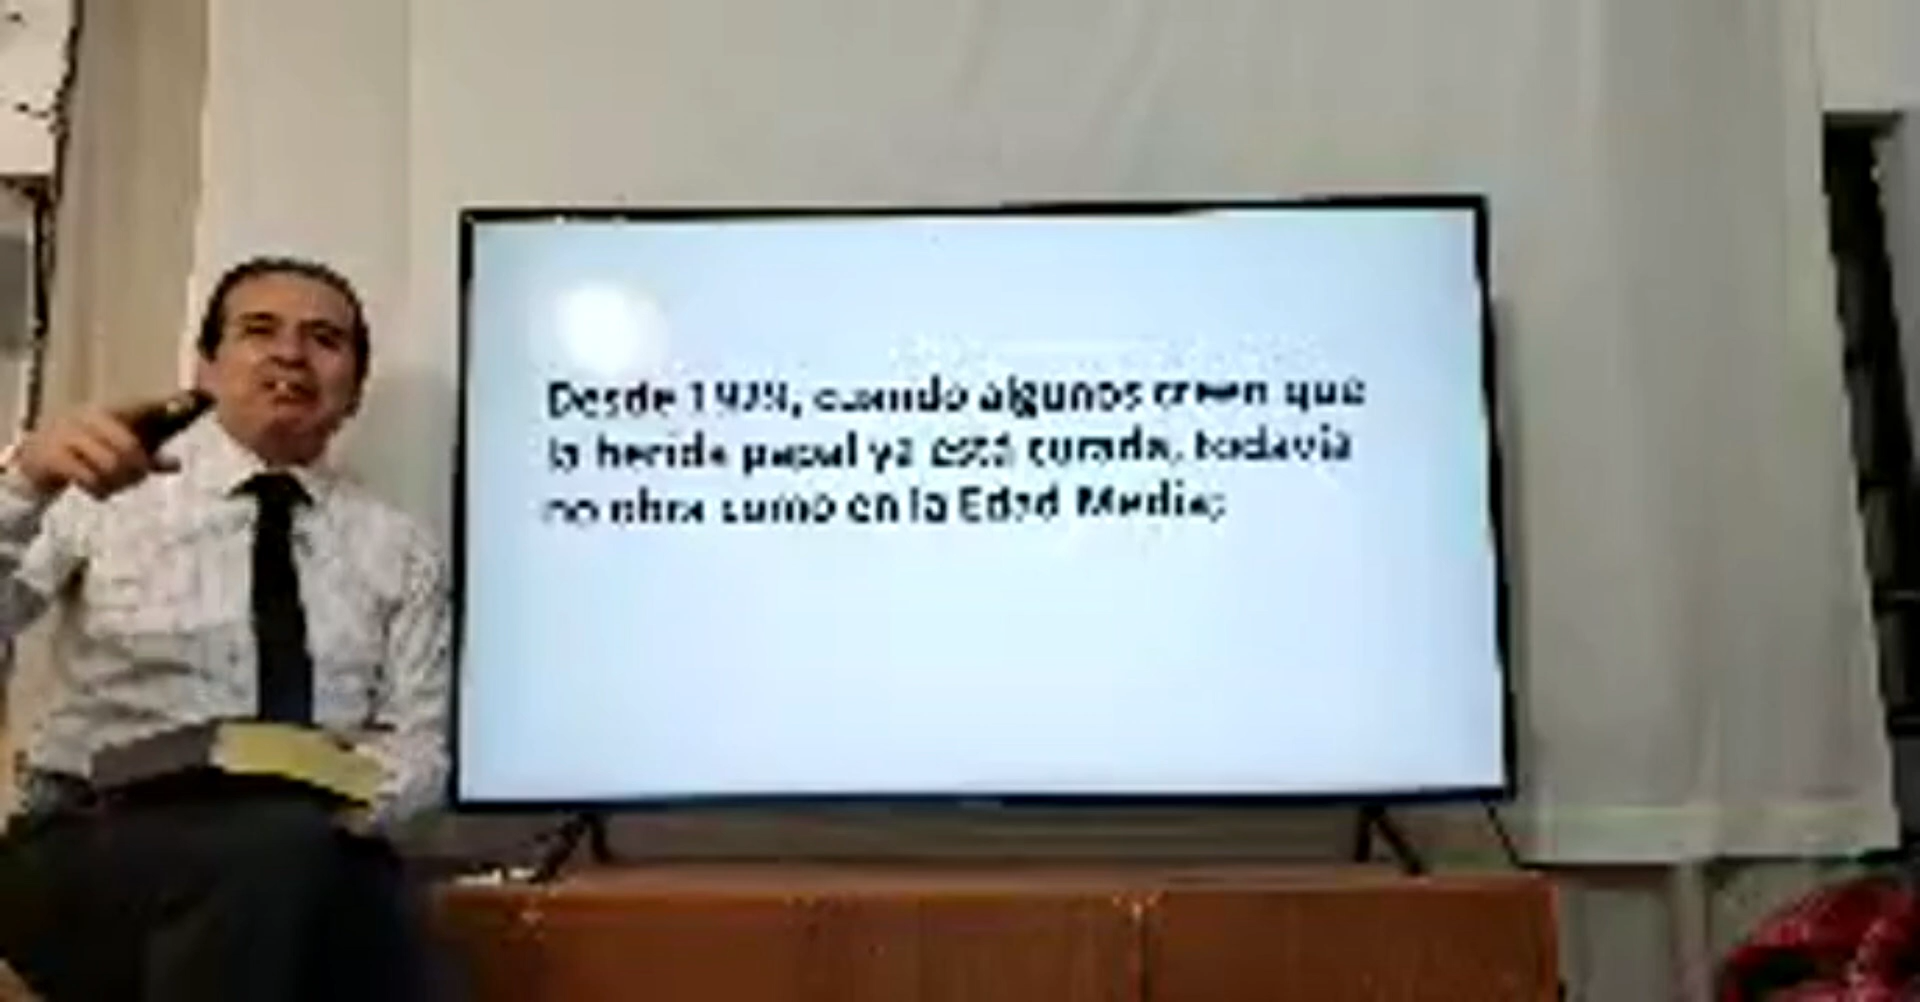 Desde 1929, cuando algunos creen que
la herida papal ya está curada, todavía
no obra como en la Edad Media;